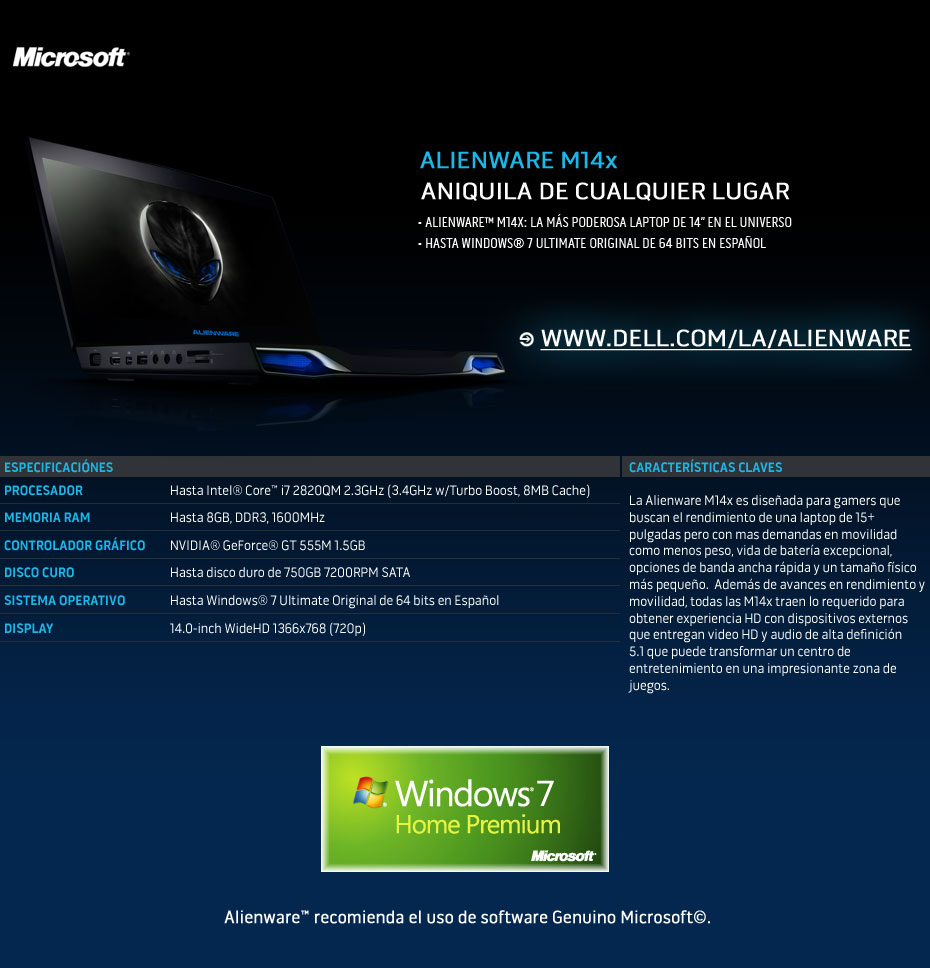 Microsoft®
ALIENWARE M14x
ANIQUILA DE CUALQUIER LUGAR
- ALIENWARE™ M14X: LA MÁS PODEROSA LAPTOP DE 14” EN EL UNIVERSO
- HASTA WINDOWS® 7 ULTIMATE ORIGINAL DE 64 BITS EN ESPAÑOL
ALIENWARE
WWW.DELL.COM/LA/ALIENWARE
ESPECIFICACIÓNES
PROCESADOR Hasta Intel® Core™ i7 2820QM 2.3GHz (3.4GHz w/Turbo Boost, 8MB Cache)
MEMORIA RAM Hasta 8GB, DDR3, 1600MHz
CONTROLADOR GRÁFICO NVIDIA® GeForce® GT 555M 1.5GB
DISCO CURO Hasta disco duro de 750GB 7200RPM SATA
SISTEMA OPERATIVO Hasta Windows® 7 Ultimate Original de 64 bits en Español
DISPLAY 14.0-inch WideHD 1366x768 (720p)
CARACTERÍSTICAS CLAVES
La Alienware M14x es diseñada para gamers que
buscan el rendimiento de una laptop de 15+
pulgadas pero con mas demandas en movilidad
como menos peso, vida de batería excepcional,
opciones de banda ancha rápida y un tamaño físico
más pequeño. Además de avances en rendimiento y
movilidad, todas las M14x traen lo requerido para
obtener experiencia HD con dispositivos externos
que entregan video HD y audio de alta definición
5.1 que puede transformar un centro de
entretenimiento en una impresionante zona de
juegos.
Windows® 7
Home Premium
Microsoft®
Alienware™ recomienda el uso de software Genuino Microsoft©.